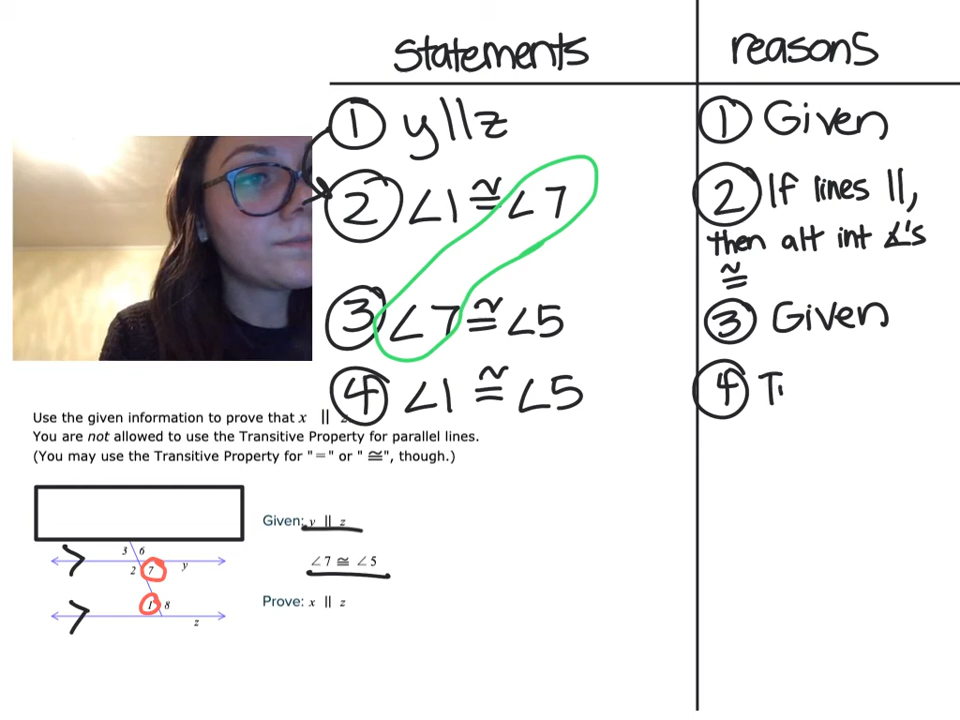 statements reasons
① y||z ① Given
② ∠1 ≅ ∠7 ② If lines ||,
then alt int ∡'s
≅
③ ∠7 ≅ ∠5 ③ Given
④ ∠1 ≅ ∠5 ④ Tr
Use the given information to prove that x ||
You are not allowed to use the Transitive Property for parallel lines.
(You may use the Transitive Property for "=" or " ≅", though.)
Given: y || z
3 6
∠7 ≅ ∠5
2 7 y
Prove: x || z
1 8
z